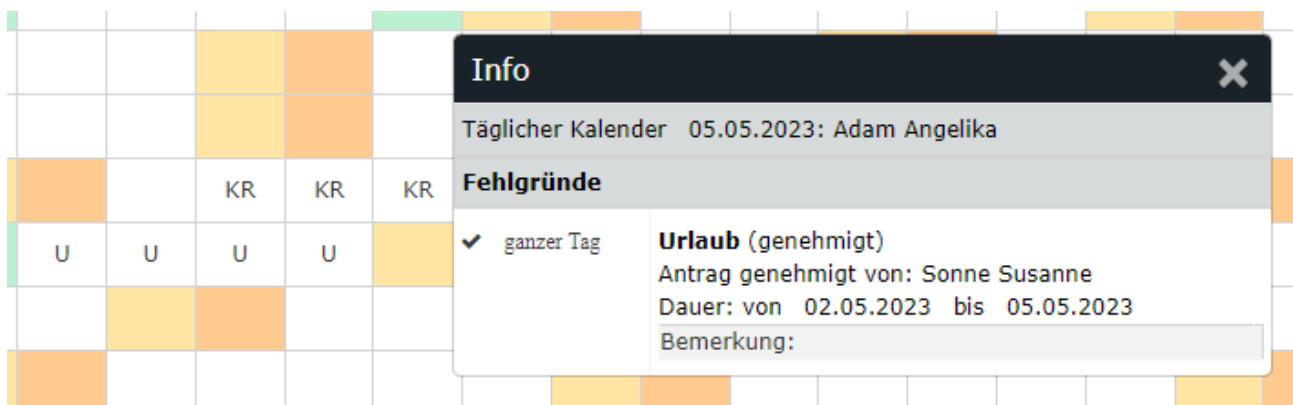 Info
Täglicher Kalender 05.05.2023: Adam Angelika
KR KR KR
Fehlgründe
U U U U
ganzer Tag
Urlaub (genehmigt)
Antrag genehmigt von: Sonne Susanne
Dauer: von 02.05.2023 bis 05.05.2023
Bemerkung: